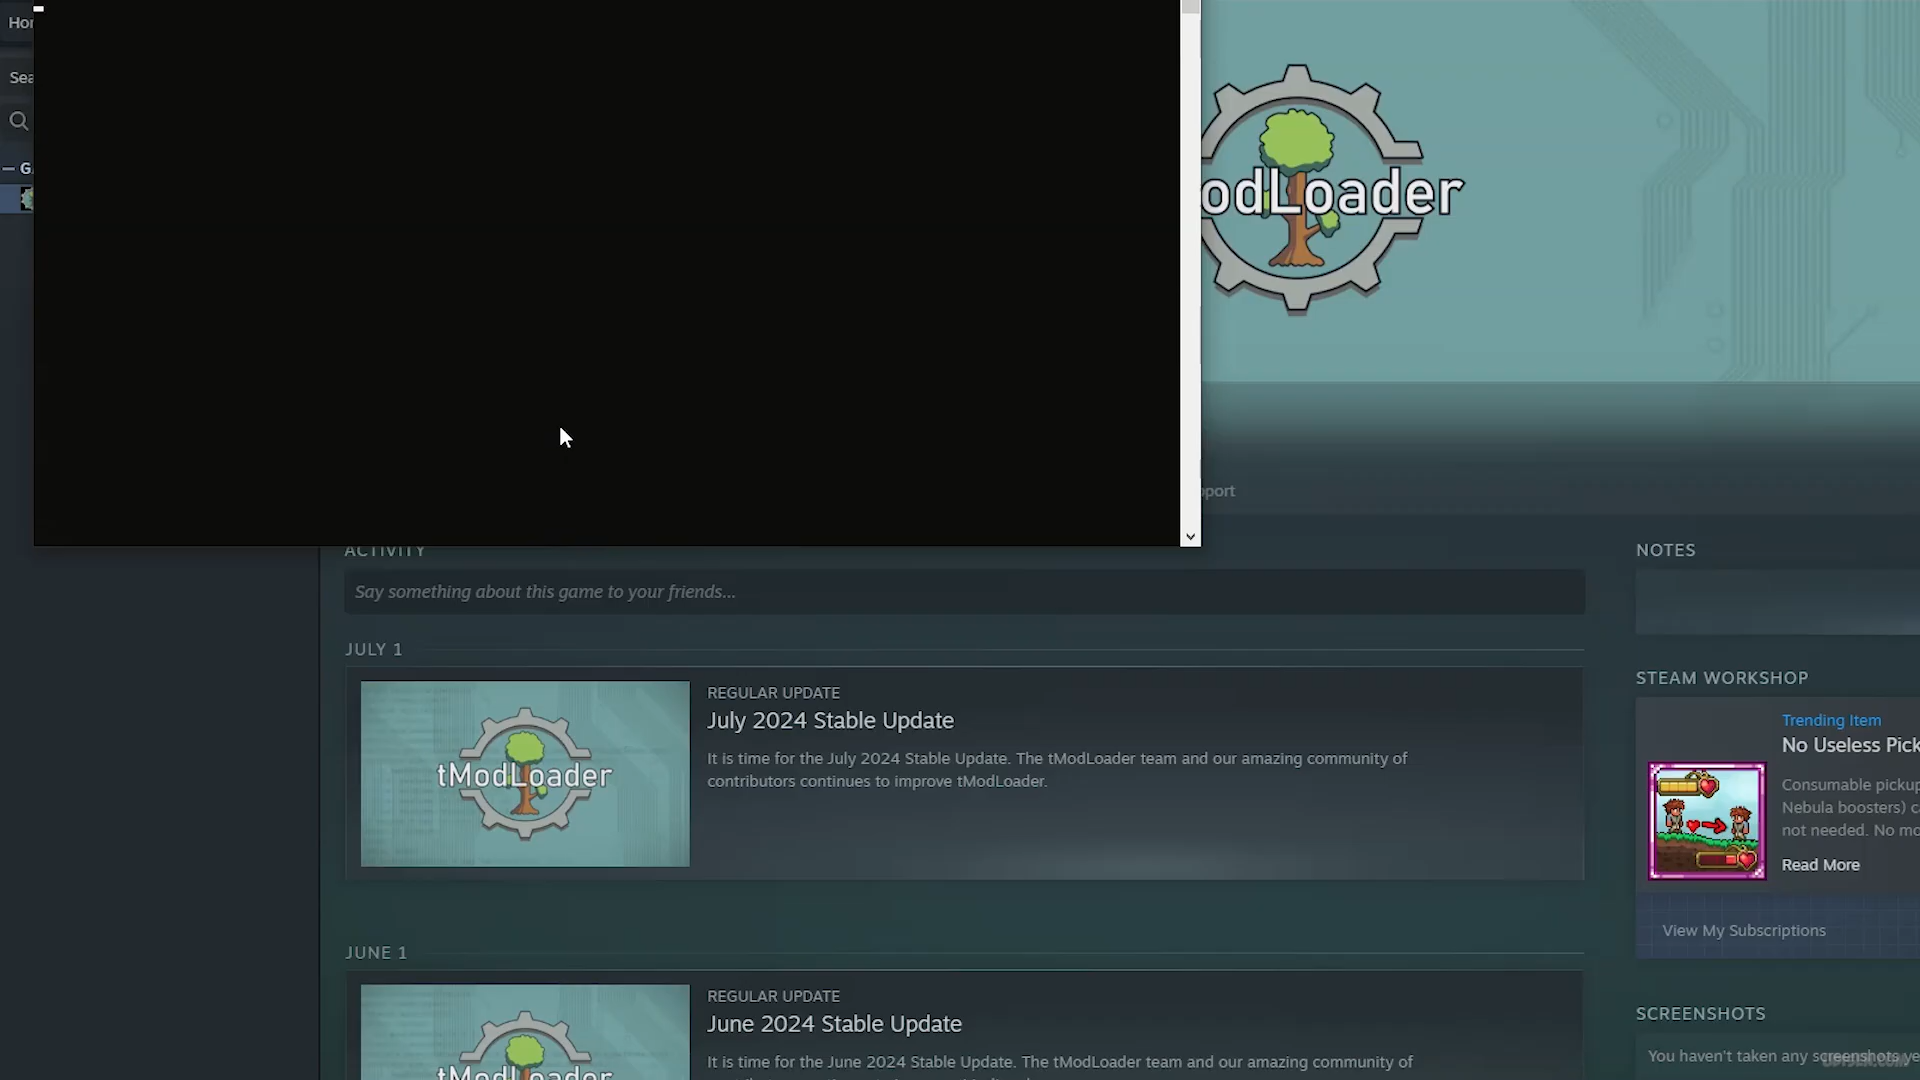 Hor
Sea
— G
odLoader
pport
ACTIVITY
Say something about this game to your friends...
JULY 1
tModLoader
REGULAR UPDATE
July 2024 Stable Update
It is time for the July 2024 Stable Update. The tModLoader team and our amazing community of
contributors continues to improve tModLoader.
JUNE 1
tModLoader
REGULAR UPDATE
June 2024 Stable Update
It is time for the June 2024 Stable Update. The tModLoader team and our amazing community of
NOTES
STEAM WORKSHOP
Trending Item
No Useless Pick
Consumable pickup
Nebula boosters) ca
not needed. No mo
Read More
View My Subscriptions
SCREENSHOTS
You haven't taken any screenshots ye